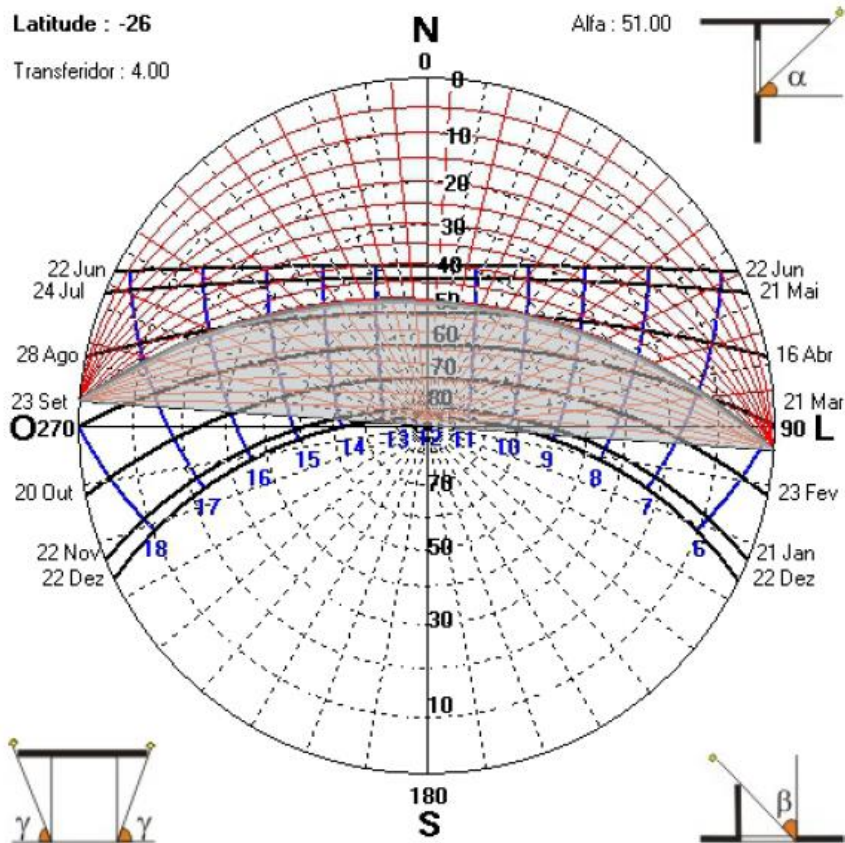 Latitude : -26
N
Alfa : 51.00
Transferidor : 4.00
0
0
α
10
20
30
22 Jun
40
22 Jun
24 Jul
21 Mai
50
60
28 Ago
16 Abr
70
80
23 Set
21 Mar
O 270
90 L
18 17 16 15 14 13 12 11 10 9 8 7 6
20 Out
70
23 Fev
22 Nov
50
21 Jan
22 Dez
22 Dez
30
10
180
S
γ γ
β